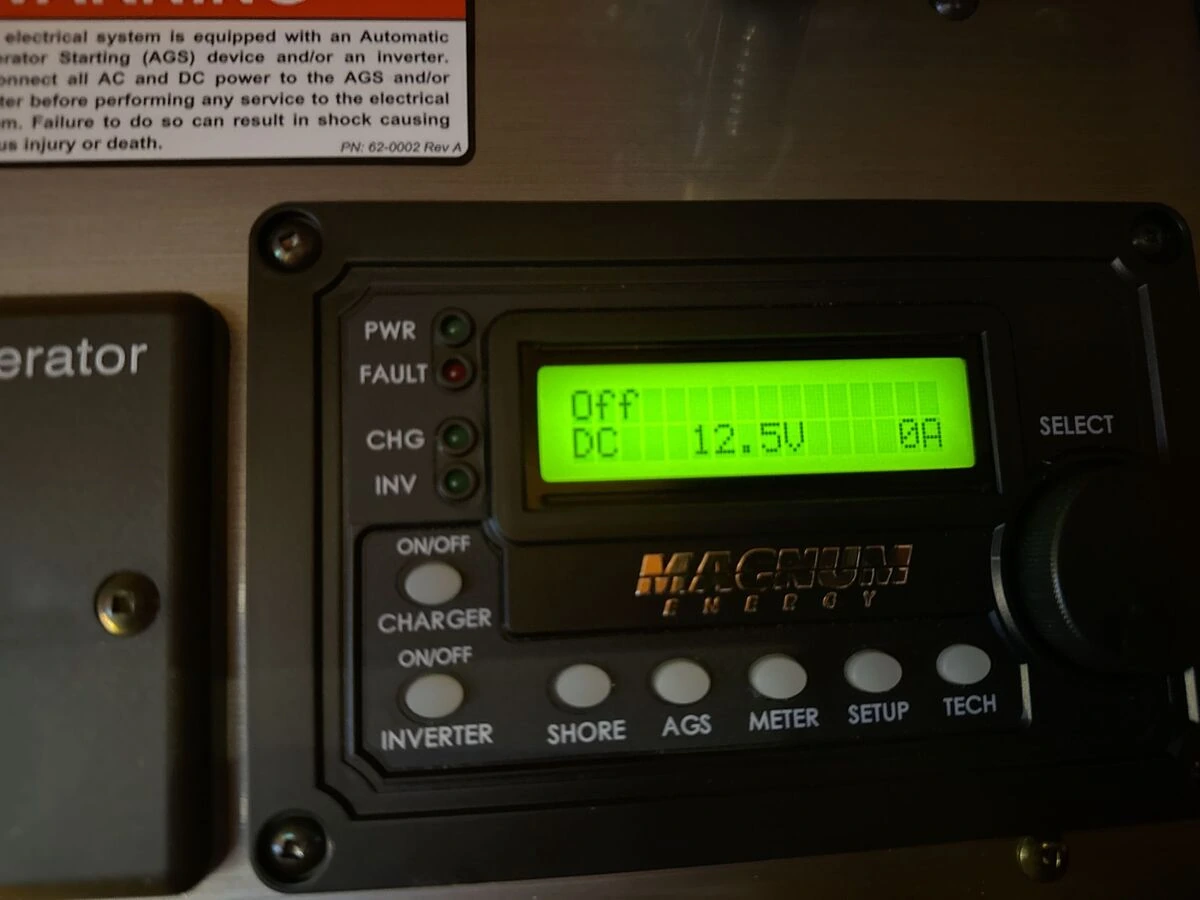 WARNING
electrical system is equipped with an Automatic
erator Starting (AGS) device and/or an inverter.
onnect all AC and DC power to the AGS and/or
ter before performing any service to the electrical
m. Failure to do so can result in shock causing
us injury or death.
PN: 62-0002 Rev A
erator
PWR
FAULT
CHG
INV
Off
DC 12.5V 0A
SELECT
ON/OFF
CHARGER
MAGNUM
ENERGY
ON/OFF
INVERTER
SHORE
AGS
METER
SETUP
TECH